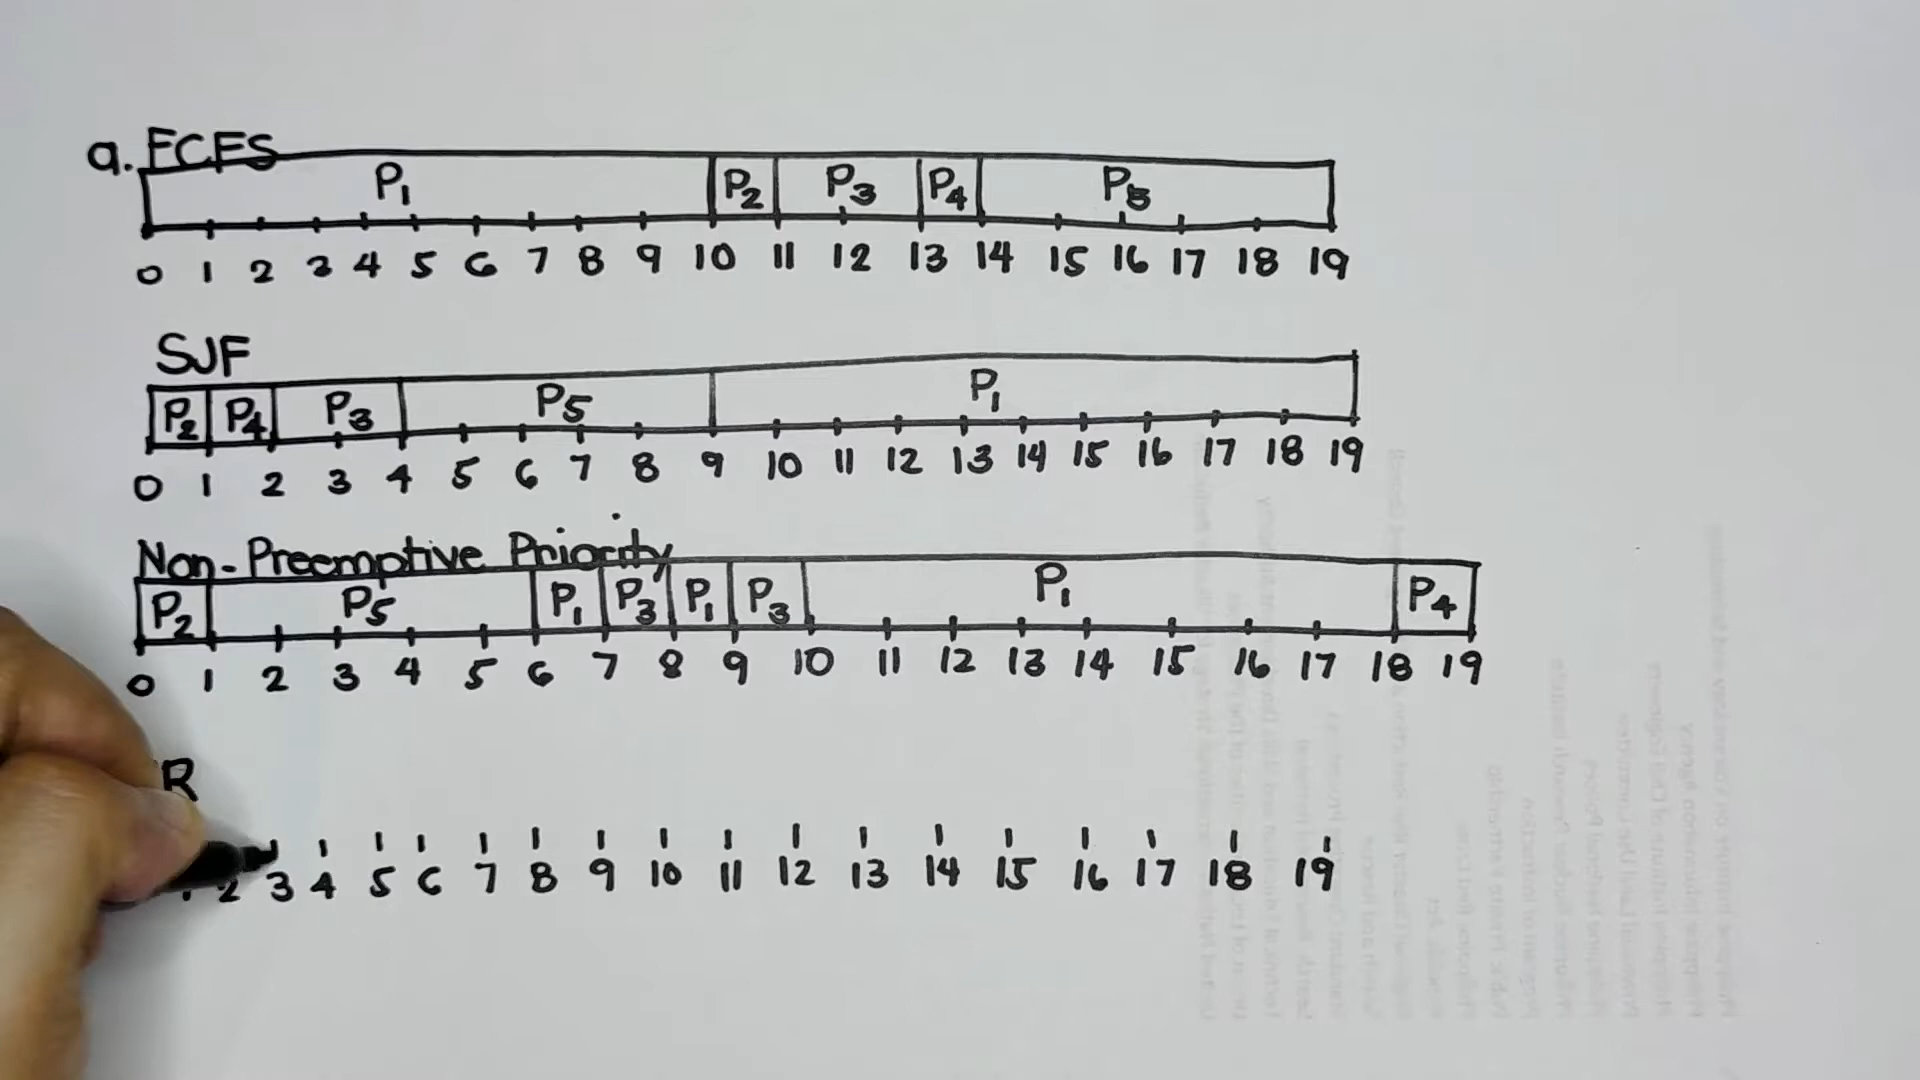 a. FCFS
P1 P2 P3 P4 P5
0 1 2 3 4 5 6 7 8 9 10 11 12 13 14 15 16 17 18 19
SJF
P2 P4 P3 P5 P1
0 1 2 3 4 5 6 7 8 9 10 11 12 13 14 15 16 17 18 19
Non-Preemptive Priority
P2 P5 P1 P3 P1 P3 P1 P4
0 1 2 3 4 5 6 7 8 9 10 11 12 13 14 15 16 17 18 19
R
2 3 4 5 6 7 8 9 10 11 12 13 14 15 16 17 18 19